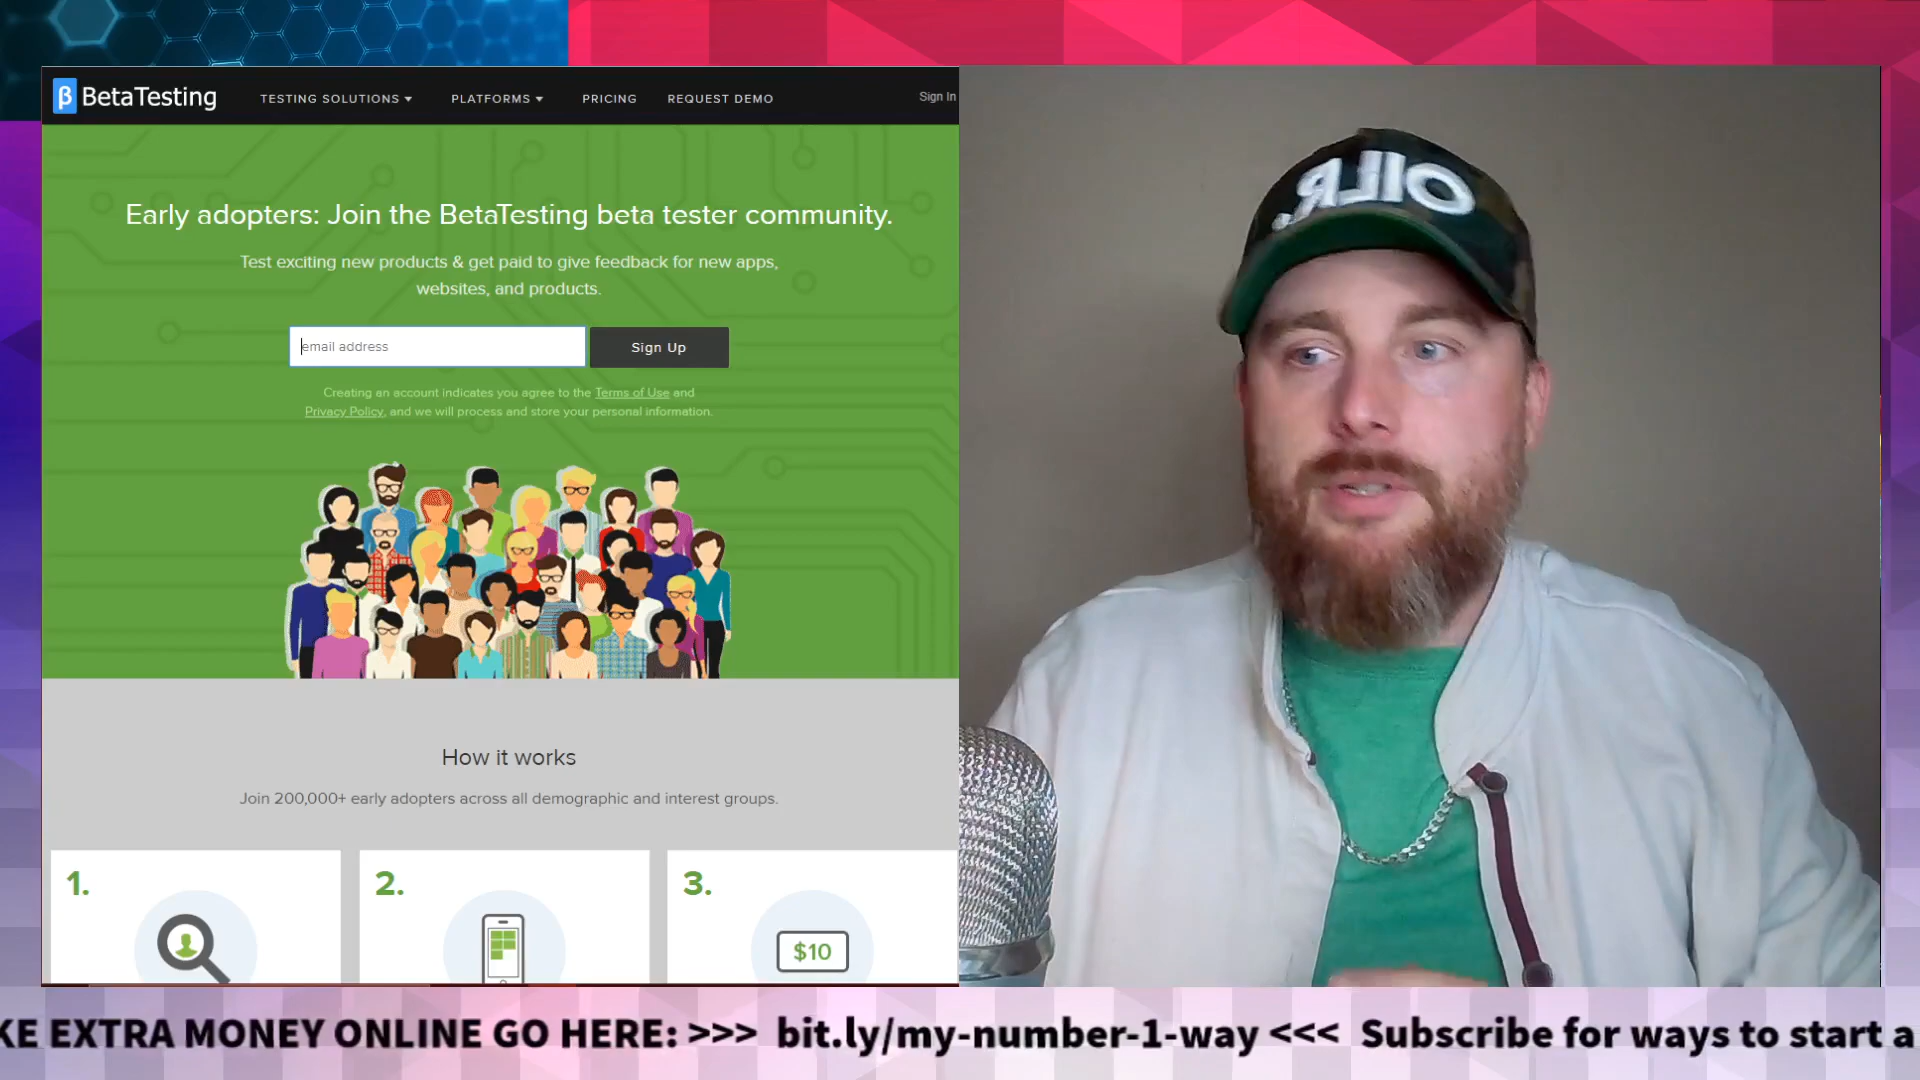 β BetaTesting
TESTING SOLUTIONS
PLATFORMS
PRICING
REQUEST DEMO
Sign In
Early adopters: Join the BetaTesting beta tester community.
Test exciting new products & get paid to give feedback for new apps,
websites, and products.
email address
Sign Up
Creating an account indicates you agree to the Terms of Use and
Privacy Policy, and we will process and store your personal information.
How it works
Join 200,000+ early adopters across all demographic and interest groups.
1.
2.
3.
$10
OILR.
KE EXTRA MONEY ONLINE GO HERE: >>> bit.ly/my-number-1-way <<< Subscribe for ways to start a